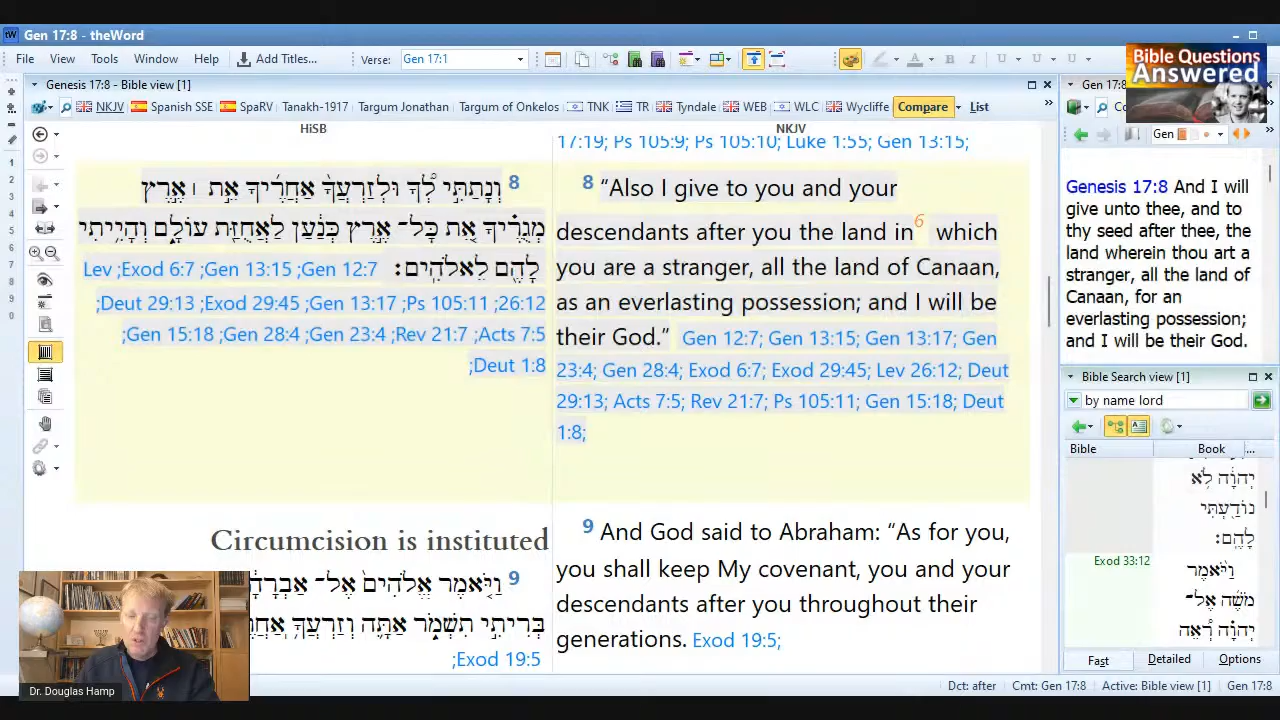 Gen 17:8 - theWord
File View Tools Window Help Add Titles... Verse: Gen 17:1
Bible Questions
Answered
Genesis 17:8 - Bible view [1]
NKJV Spanish SSE SpaRV Tanakh-1917 Targum Jonathan Targum of Onkelos TNK TR Tyndale WEB WLC Wycliffe Compare List
HiSB
NKJV
8 וְנָתַתִּ֣י לְ֠ךָ וּלְזַרְעֲךָ֨ אַחֲרֶ֜יךָ אֵ֣ת ׀ אֶ֣רֶץ
מְגֻרֶ֗יךָ אֵ֚ת כָּל־ אֶ֣רֶץ כְּנַ֔עַן לַאֲחֻזַּ֖ת עוֹלָ֑ם וְהָיִ֥יתִי
לָהֶ֖ם לֵאלֹהִֽים׃ Gen 12:7; Gen 13:15; Exod 6:7; Lev
26:12; Ps 105:11; Gen 13:17; Exod 29:45; Deut 29:13;
Acts 7:5; Rev 21:7; Gen 23:4; Gen 28:4; Gen 15:18;
Deut 1:8;
Circumcision is instituted
9 וַיֹּ֤אמֶר אֱלֹהִים֙ אֶל־
בְּרִיתִ֣י תִשְׁמֹ֑ר אַתָּ֛ה וְזַרְעֲךָ֥
Exod 19:5;
17:19; Ps 105:9; Ps 105:10; Luke 1:55; Gen 13:15;
8 “Also I give to you and your
descendants after you the land in6 which
you are a stranger, all the land of Canaan,
as an everlasting possession; and I will be
their God.” Gen 12:7; Gen 13:15; Gen 13:17; Gen
23:4; Gen 28:4; Exod 6:7; Exod 29:45; Lev 26:12; Deut
29:13; Acts 7:5; Rev 21:7; Ps 105:11; Gen 15:18; Deut
1:8;
9 And God said to Abraham: “As for you,
you shall keep My covenant, you and your
descendants after you throughout their
generations. Exod 19:5;
Gen 17:8
Gen
Genesis 17:8 And I will
give unto thee, and to
thy seed after thee, the
land wherein thou art a
stranger, all the land of
Canaan, for an
everlasting possession;
and I will be their God.
Bible Search view [1]
by name lord
Bible Book ...
יְהוָ֔ה לֹ֥א
נוֹדַ֖עְתִּי
לָהֶֽם׃
Exod 33:12 וַיֹּ֨אמֶר
מֹשֶׁ֜ה אֶל־
יְהוָ֗ה רְ֠אֵה
Fast Detailed Options
Dr. Douglas Hamp
Dct: after Cmt: Gen 17:8 Active: Bible view [1] Gen 17:8